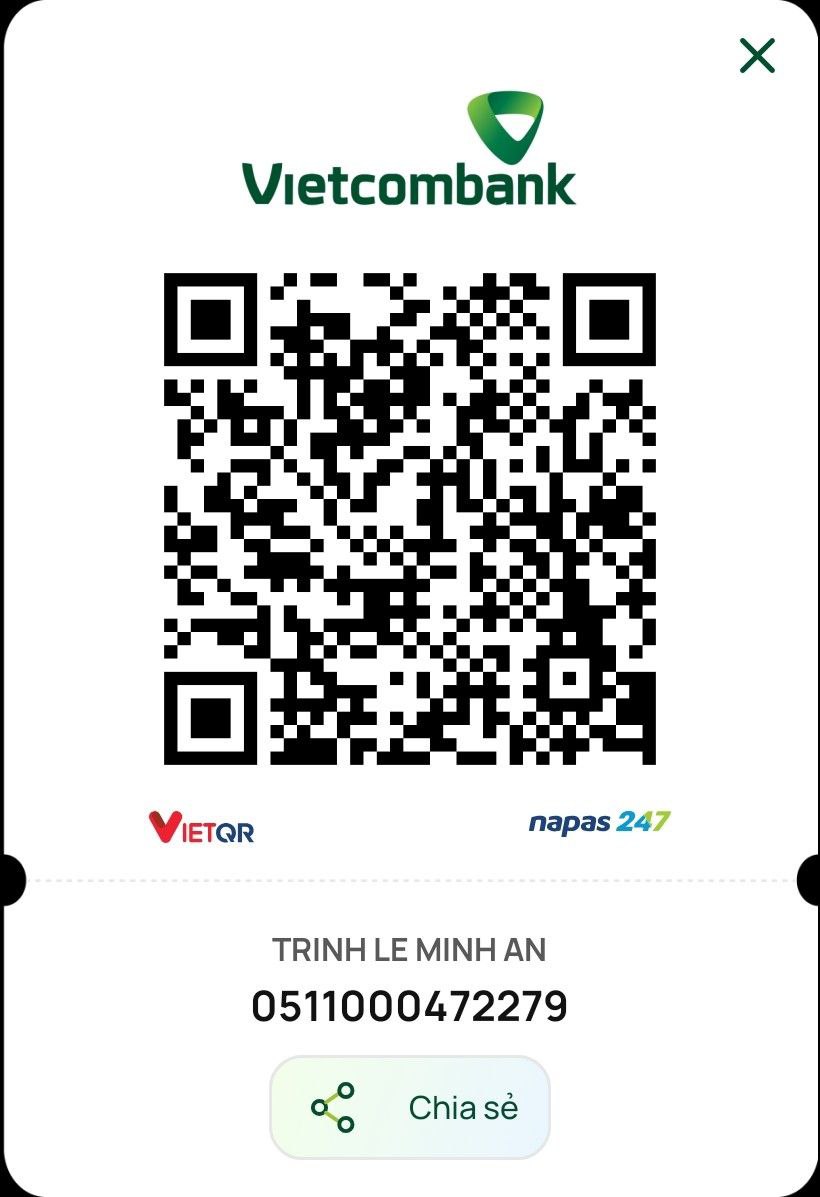 Vietcombank
VIETQR
napas 247
TRINH LE MINH AN
0511000472279
Chia sẻ